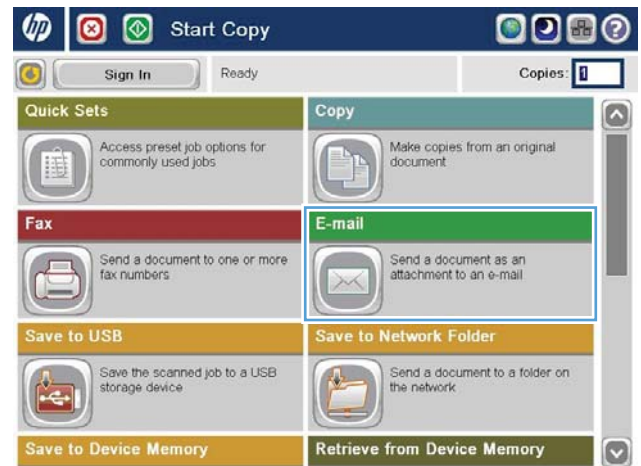 hp Start Copy
Sign In Ready Copies: 1
Quick Sets
Access preset job options for
commonly used jobs
Copy
Make copies from an original
document
Fax
Send a document to one or more
fax numbers
E-mail
Send a document as an
attachment to an e-mail
Save to USB
Save the scanned job to a USB
storage device
Save to Network Folder
Send a document to a folder on
the network
Save to Device Memory
Retrieve from Device Memory